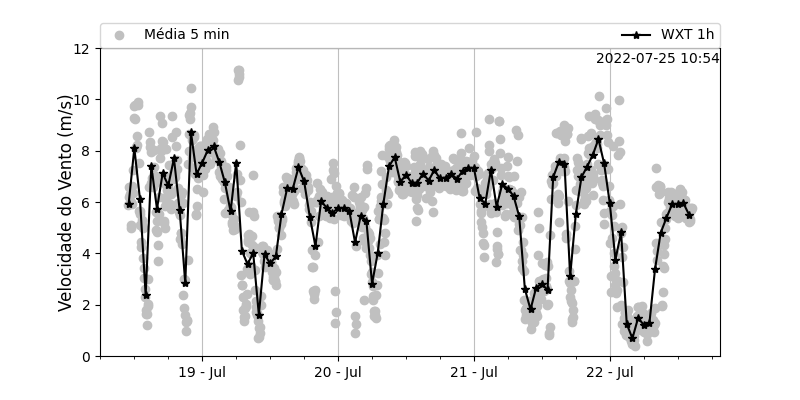 Média 5 min
WXT 1h
2022-07-25 10:54
Velocidade do Vento (m/s)
12
10
8
6
4
2
0
19 - Jul
20 - Jul
21 - Jul
22 - Jul